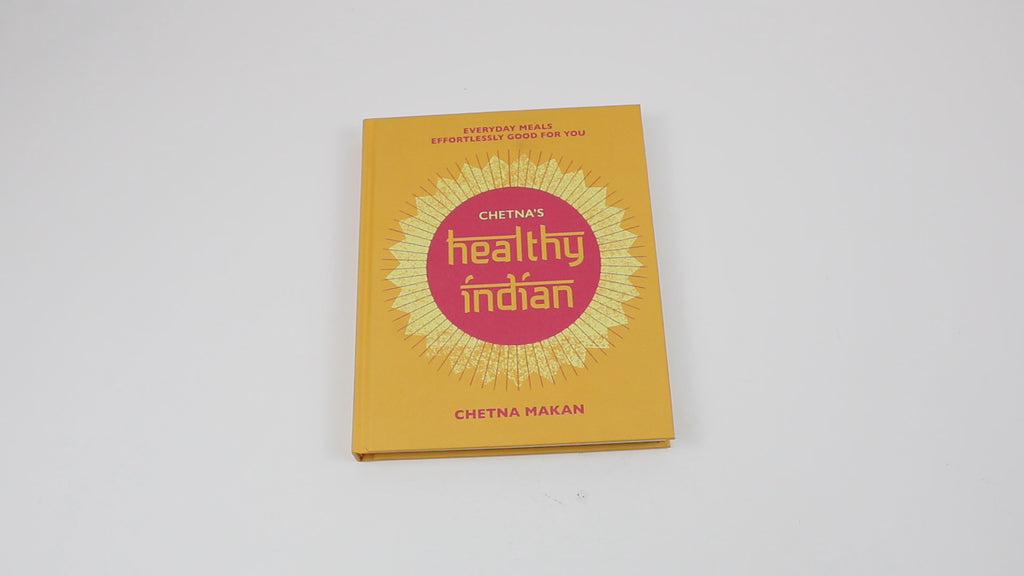 EVERYDAY MEALS
EFFORTLESSLY GOOD FOR YOU
CHETNA'S
healthy
indian
CHETNA MAKAN